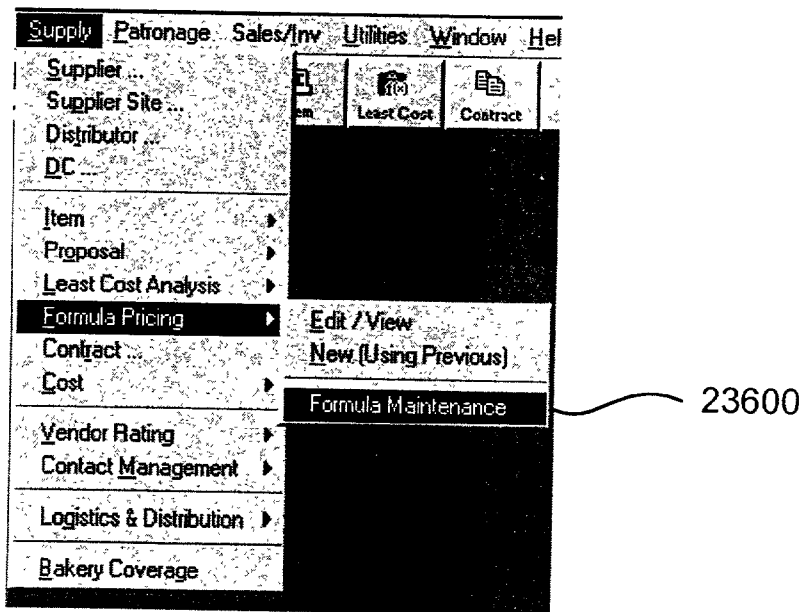 Supply Patronage Sales/Inv Utilities Window Hel
Supplier ...
Supplier Site ...
Distributor ...
DC ...
em Least Cost Contract
Item
Proposal
Least Cost Analysis
Formula Pricing
Contract ...
Cost
Vendor Rating
Contact Management
Logistics & Distribution
Bakery Coverage
Edit / View
New (Using Previous)
Formula Maintenance
23600